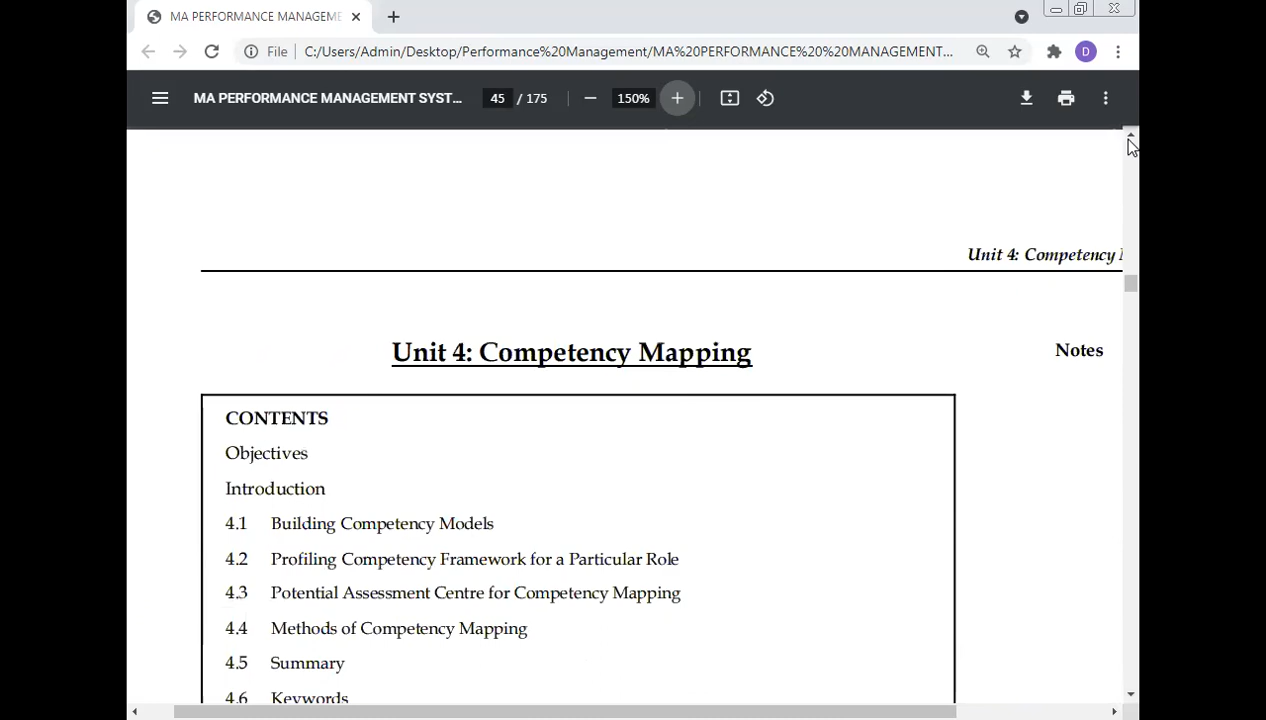 MA PERFORMANCE MANAGEME
File C:/Users/Admin/Desktop/Performance%20Management/MA%20PERFORMANCE%20%20MANAGEMENT... D
MA PERFORMANCE MANAGEMENT SYST... 45 / 175 150%
Unit 4: Competency
Unit 4: Competency Mapping
Notes
CONTENTS
Objectives
Introduction
4.1 Building Competency Models
4.2 Profiling Competency Framework for a Particular Role
4.3 Potential Assessment Centre for Competency Mapping
4.4 Methods of Competency Mapping
4.5 Summary
4.6 Keywords